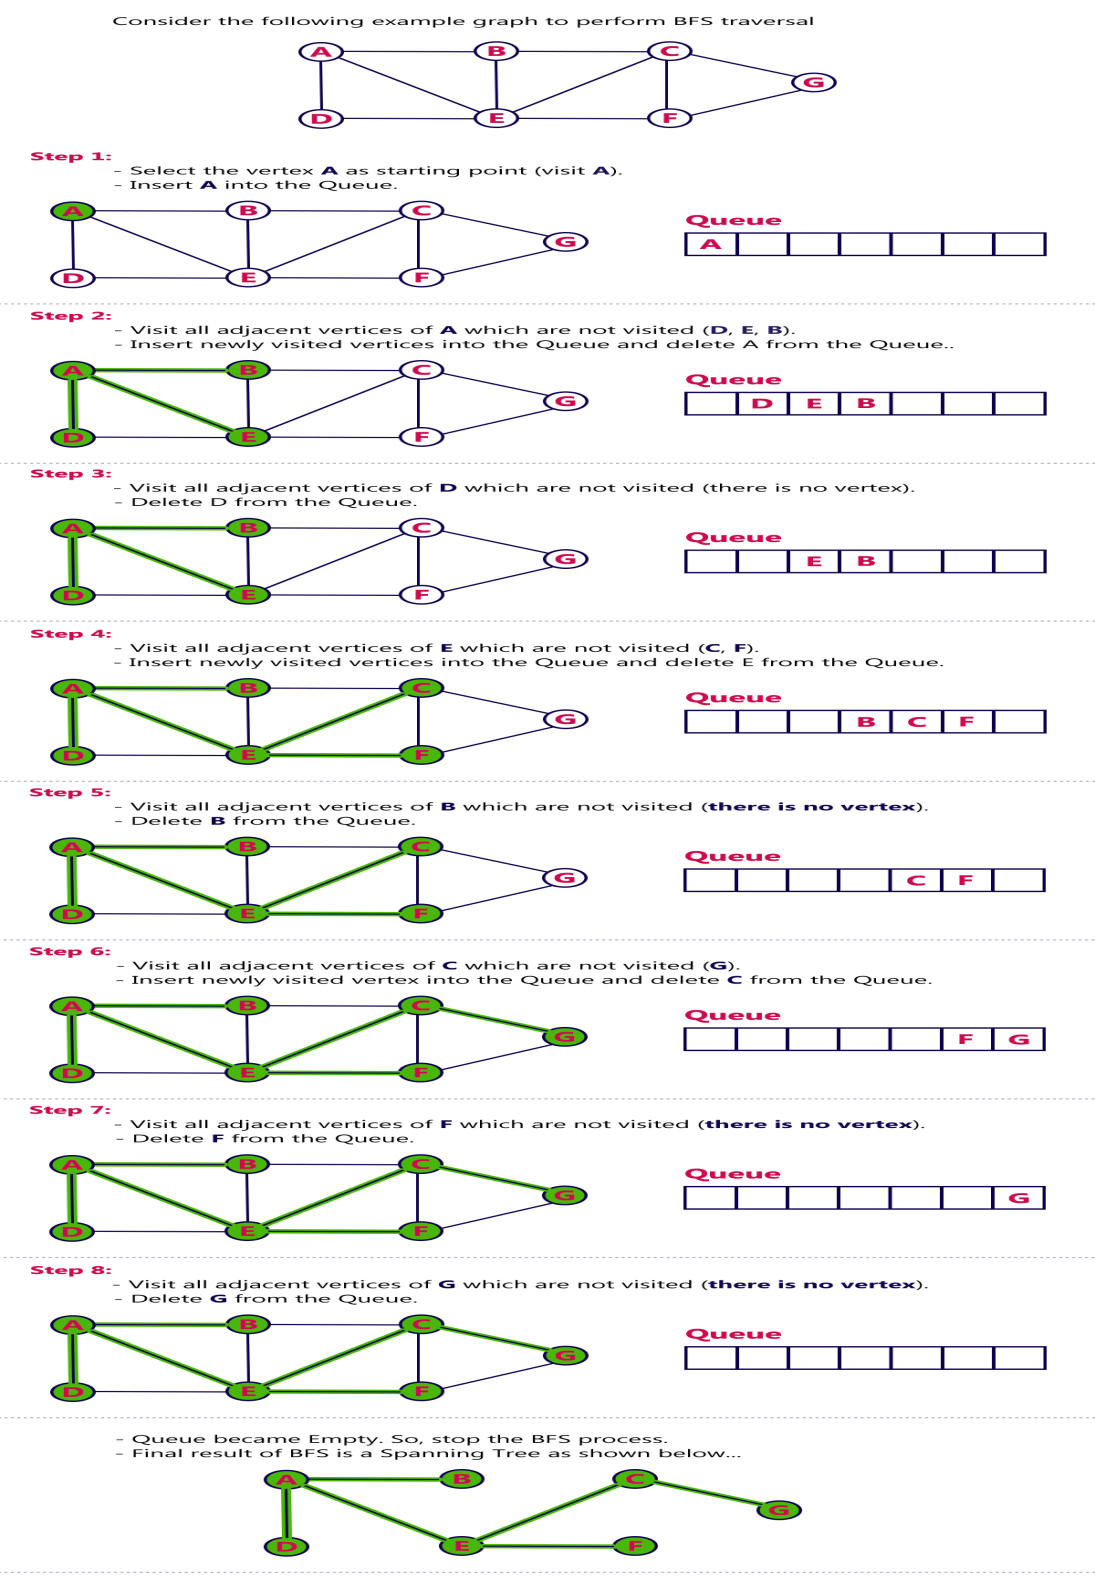 Consider the following example graph to perform BFS traversal
A B C
G
D E F
Step 1:
- Select the vertex A as starting point (visit A).
- Insert A into the Queue.
A B C
G
D E F
Queue
A
Step 2:
- Visit all adjacent vertices of A which are not visited (D, E, B).
- Insert newly visited vertices into the Queue and delete A from the Queue..
A B C
G
D E F
Queue
D E B
Step 3:
- Visit all adjacent vertices of D which are not visited (there is no vertex).
- Delete D from the Queue.
A B C
G
D E F
Queue
E B
Step 4:
- Visit all adjacent vertices of E which are not visited (C, F).
- Insert newly visited vertices into the Queue and delete E from the Queue.
A B C
G
D E F
Queue
B C F
Step 5:
- Visit all adjacent vertices of B which are not visited (there is no vertex).
- Delete B from the Queue.
A B C
G
D E F
Queue
C F
Step 6:
- Visit all adjacent vertices of C which are not visited (G).
- Insert newly visited vertex into the Queue and delete C from the Queue.
A B C
G
D E F
Queue
F G
Step 7:
- Visit all adjacent vertices of F which are not visited (there is no vertex).
- Delete F from the Queue.
A B C
G
D E F
Queue
G
Step 8:
- Visit all adjacent vertices of G which are not visited (there is no vertex).
- Delete G from the Queue.
A B C
G
D E F
Queue
- Queue became Empty. So, stop the BFS process.
- Final result of BFS is a Spanning Tree as shown below...
A B C
G
D E F